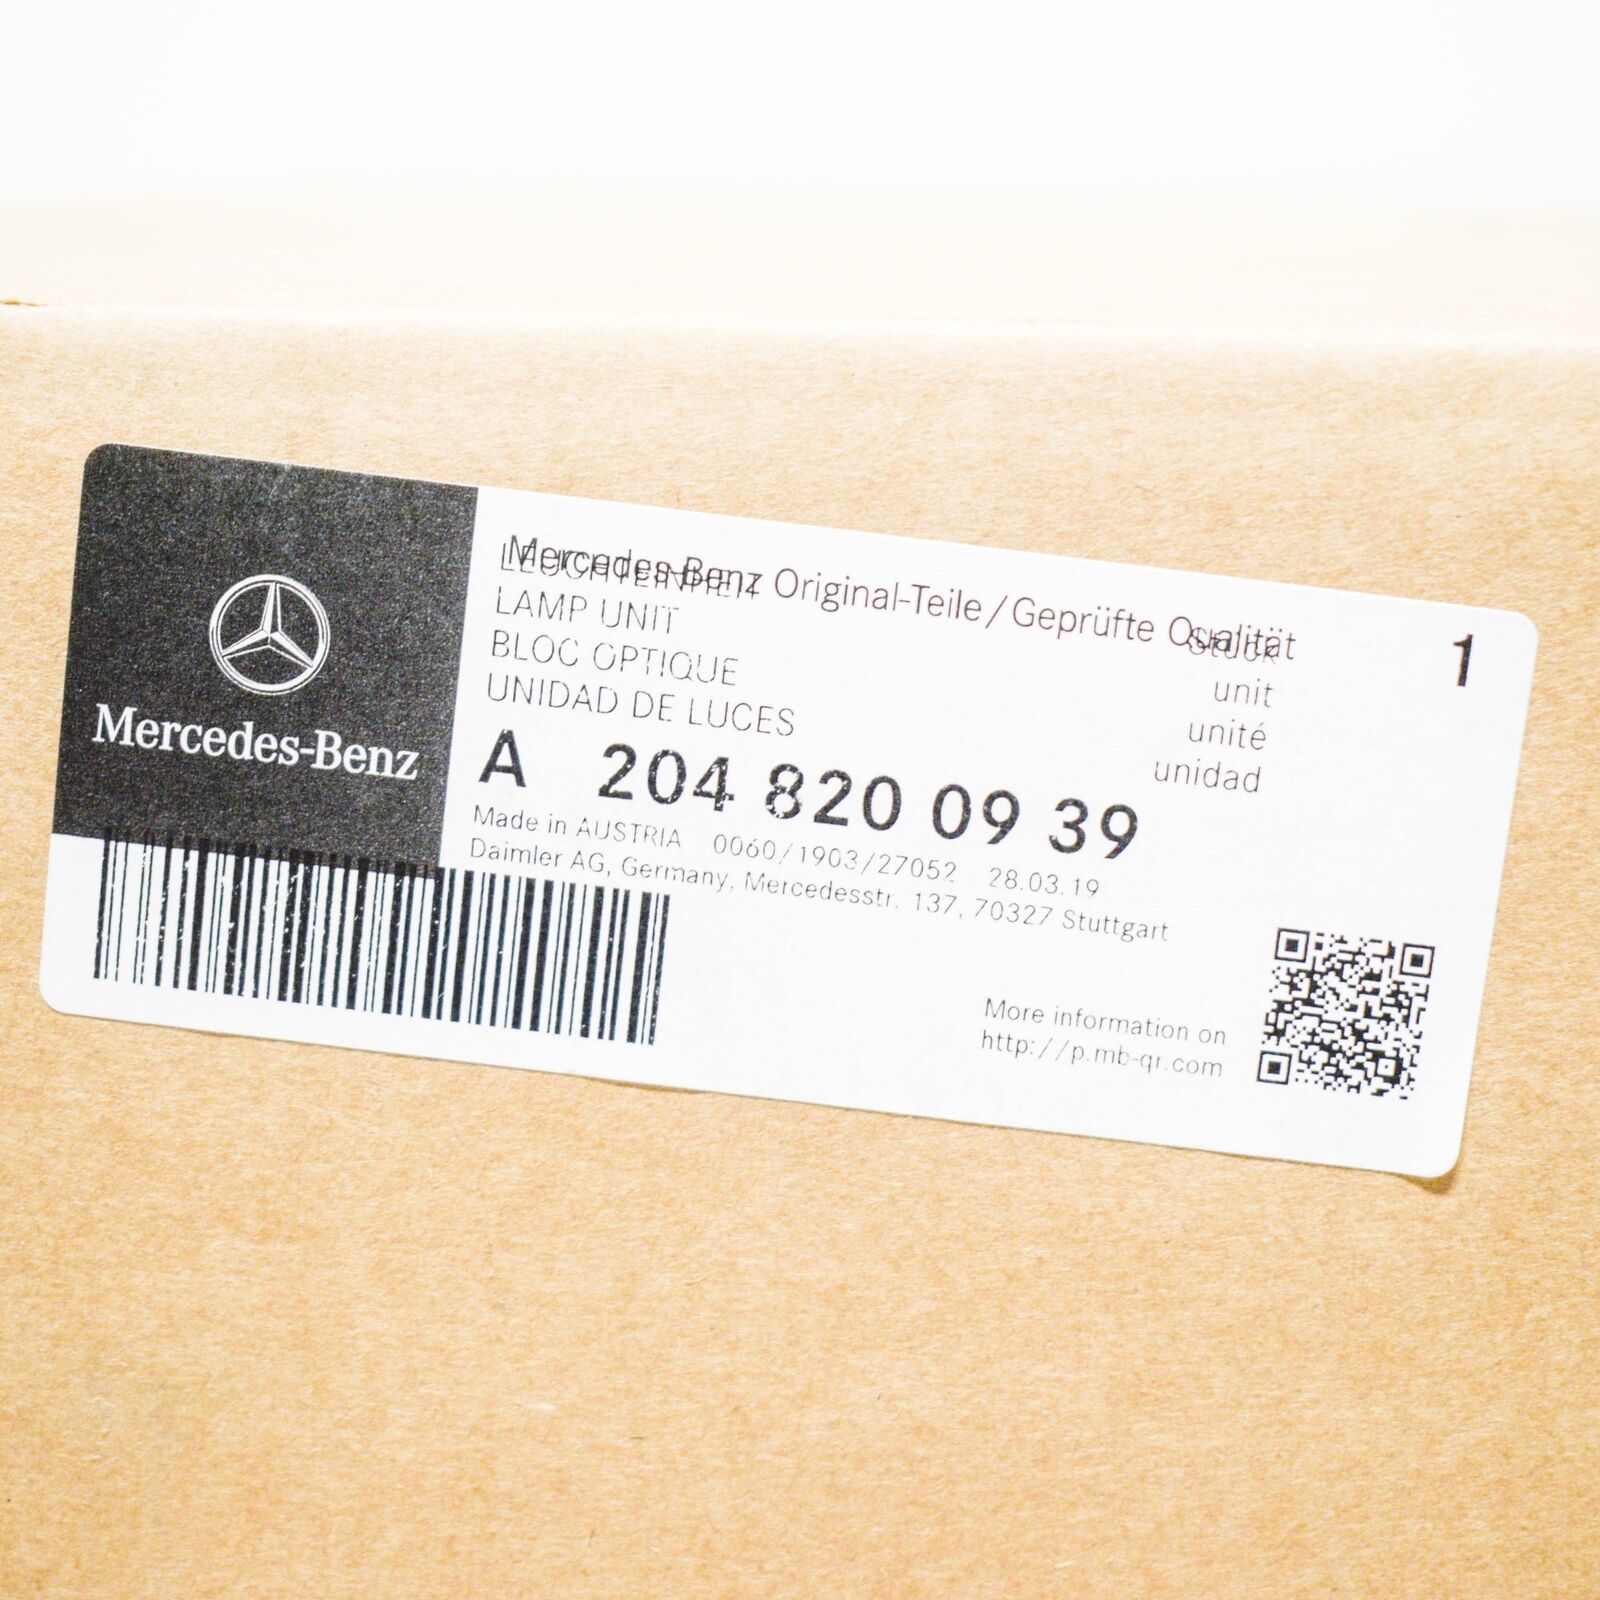 Mercedes-Benz
Mercedes-Benz Original-Teile / Geprüfte Qualität
LEUCHTEINHEIT
LAMP UNIT
BLOC OPTIQUE
UNIDAD DE LUCES
Stück
unit
unité
unidad
1
A 204 820 09 39
Made in AUSTRIA 0060/1903/27052 28.03.19
Daimler AG, Germany, Mercedesstr. 137, 70327 Stuttgart
More information on
http://p.mb-qr.com